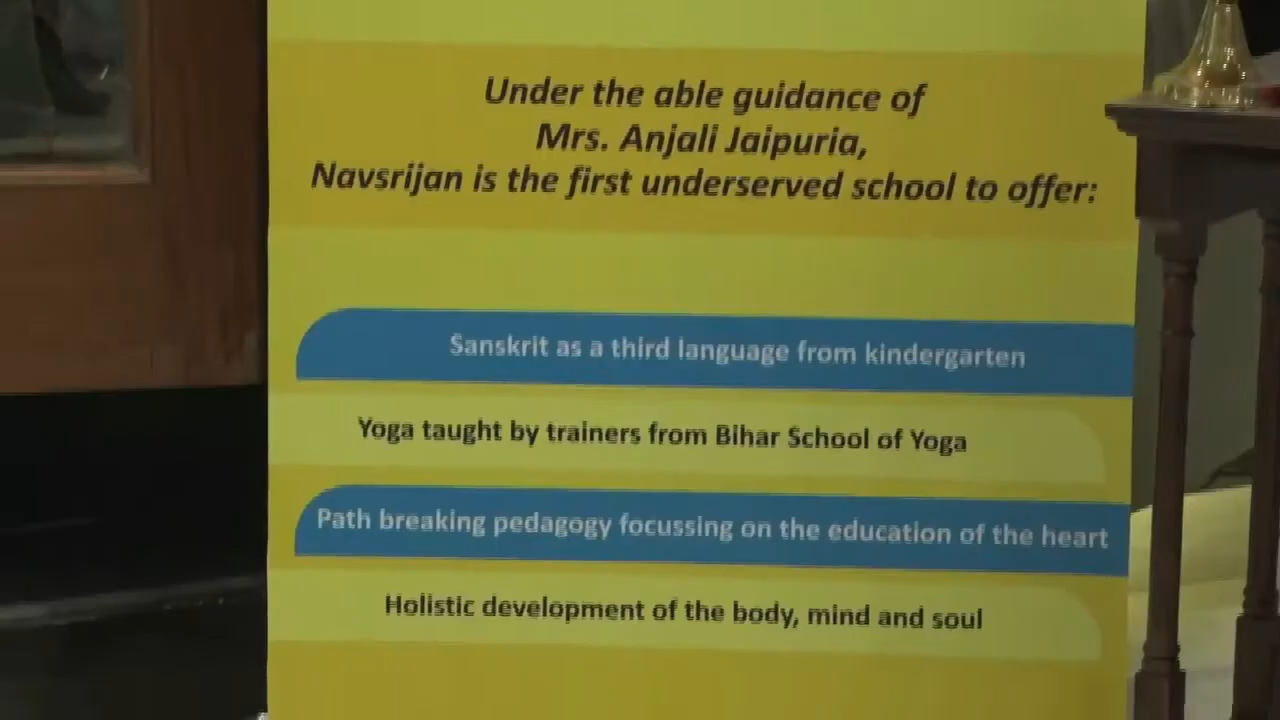 Under the able guidance of
Mrs. Anjali Jaipuria,
Navsrijan is the first underserved school to offer:
Sanskrit as a third language from kindergarten
Yoga taught by trainers from Bihar School of Yoga
Path breaking pedagogy focussing on the education of the heart
Holistic development of the body, mind and soul